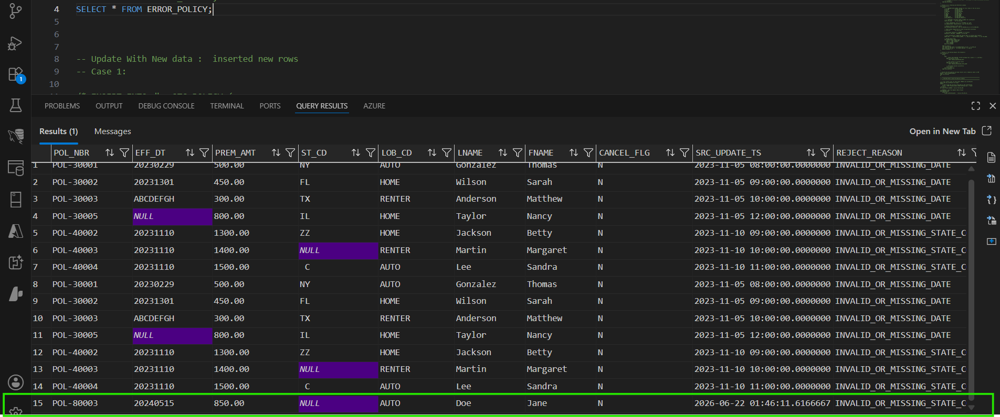 4 SELECT * FROM ERROR_POLICY;
5
6
7
8 -- Update With New data :  inserted new rows
9 -- Case 1:
10
1
PROBLEMS OUTPUT DEBUG CONSOLE TERMINAL PORTS QUERY RESULTS AZURE
Results (1) Messages Open in New Tab
POL_NBR EFF_DT PREM_AMT ST_CD LOB_CD LNAME FNAME CANCEL_FLG SRC_UPDATE_TS REJECT_REASON
1 POL-30001 20230229 500.00 NY AUTO Gonzalez Thomas N 2023-11-05 08:00:00.0000000 INVALID_OR_MISSING_DATE
2 POL-30002 20231301 450.00 FL HOME Wilson Sarah N 2023-11-05 09:00:00.0000000 INVALID_OR_MISSING_DATE
3 POL-30003 ABCDEFGH 300.00 TX RENTER Anderson Matthew N 2023-11-05 10:00:00.0000000 INVALID_OR_MISSING_DATE
4 POL-30005 NULL 800.00 IL HOME Taylor Nancy N 2023-11-05 12:00:00.0000000 INVALID_OR_MISSING_DATE
5 POL-40002 20231110 1300.00 ZZ HOME Jackson Betty N 2023-11-10 09:00:00.0000000 INVALID_OR_MISSING_STATE_C
6 POL-40003 20231110 1400.00 NULL RENTER Martin Margaret N 2023-11-10 10:00:00.0000000 INVALID_OR_MISSING_STATE_C
7 POL-40004 20231110 1500.00 C AUTO Lee Sandra N 2023-11-10 11:00:00.0000000 INVALID_OR_MISSING_STATE_C
8 POL-30001 20230229 500.00 NY AUTO Gonzalez Thomas N 2023-11-05 08:00:00.0000000 INVALID_OR_MISSING_DATE
9 POL-30002 20231301 450.00 FL HOME Wilson Sarah N 2023-11-05 09:00:00.0000000 INVALID_OR_MISSING_DATE
10 POL-30003 ABCDEFGH 300.00 TX RENTER Anderson Matthew N 2023-11-05 10:00:00.0000000 INVALID_OR_MISSING_DATE
11 POL-30005 NULL 800.00 IL HOME Taylor Nancy N 2023-11-05 12:00:00.0000000 INVALID_OR_MISSING_DATE
12 POL-40002 20231110 1300.00 ZZ HOME Jackson Betty N 2023-11-10 09:00:00.0000000 INVALID_OR_MISSING_STATE_C
13 POL-40003 20231110 1400.00 NULL RENTER Martin Margaret N 2023-11-10 10:00:00.0000000 INVALID_OR_MISSING_STATE_C
14 POL-40004 20231110 1500.00 C AUTO Lee Sandra N 2023-11-10 11:00:00.0000000 INVALID_OR_MISSING_STATE_C
15 POL-80003 20240515 850.00 NULL AUTO Doe Jane N 2026-06-22 01:46:11.6166667 INVALID_OR_MISSING_STATE_C